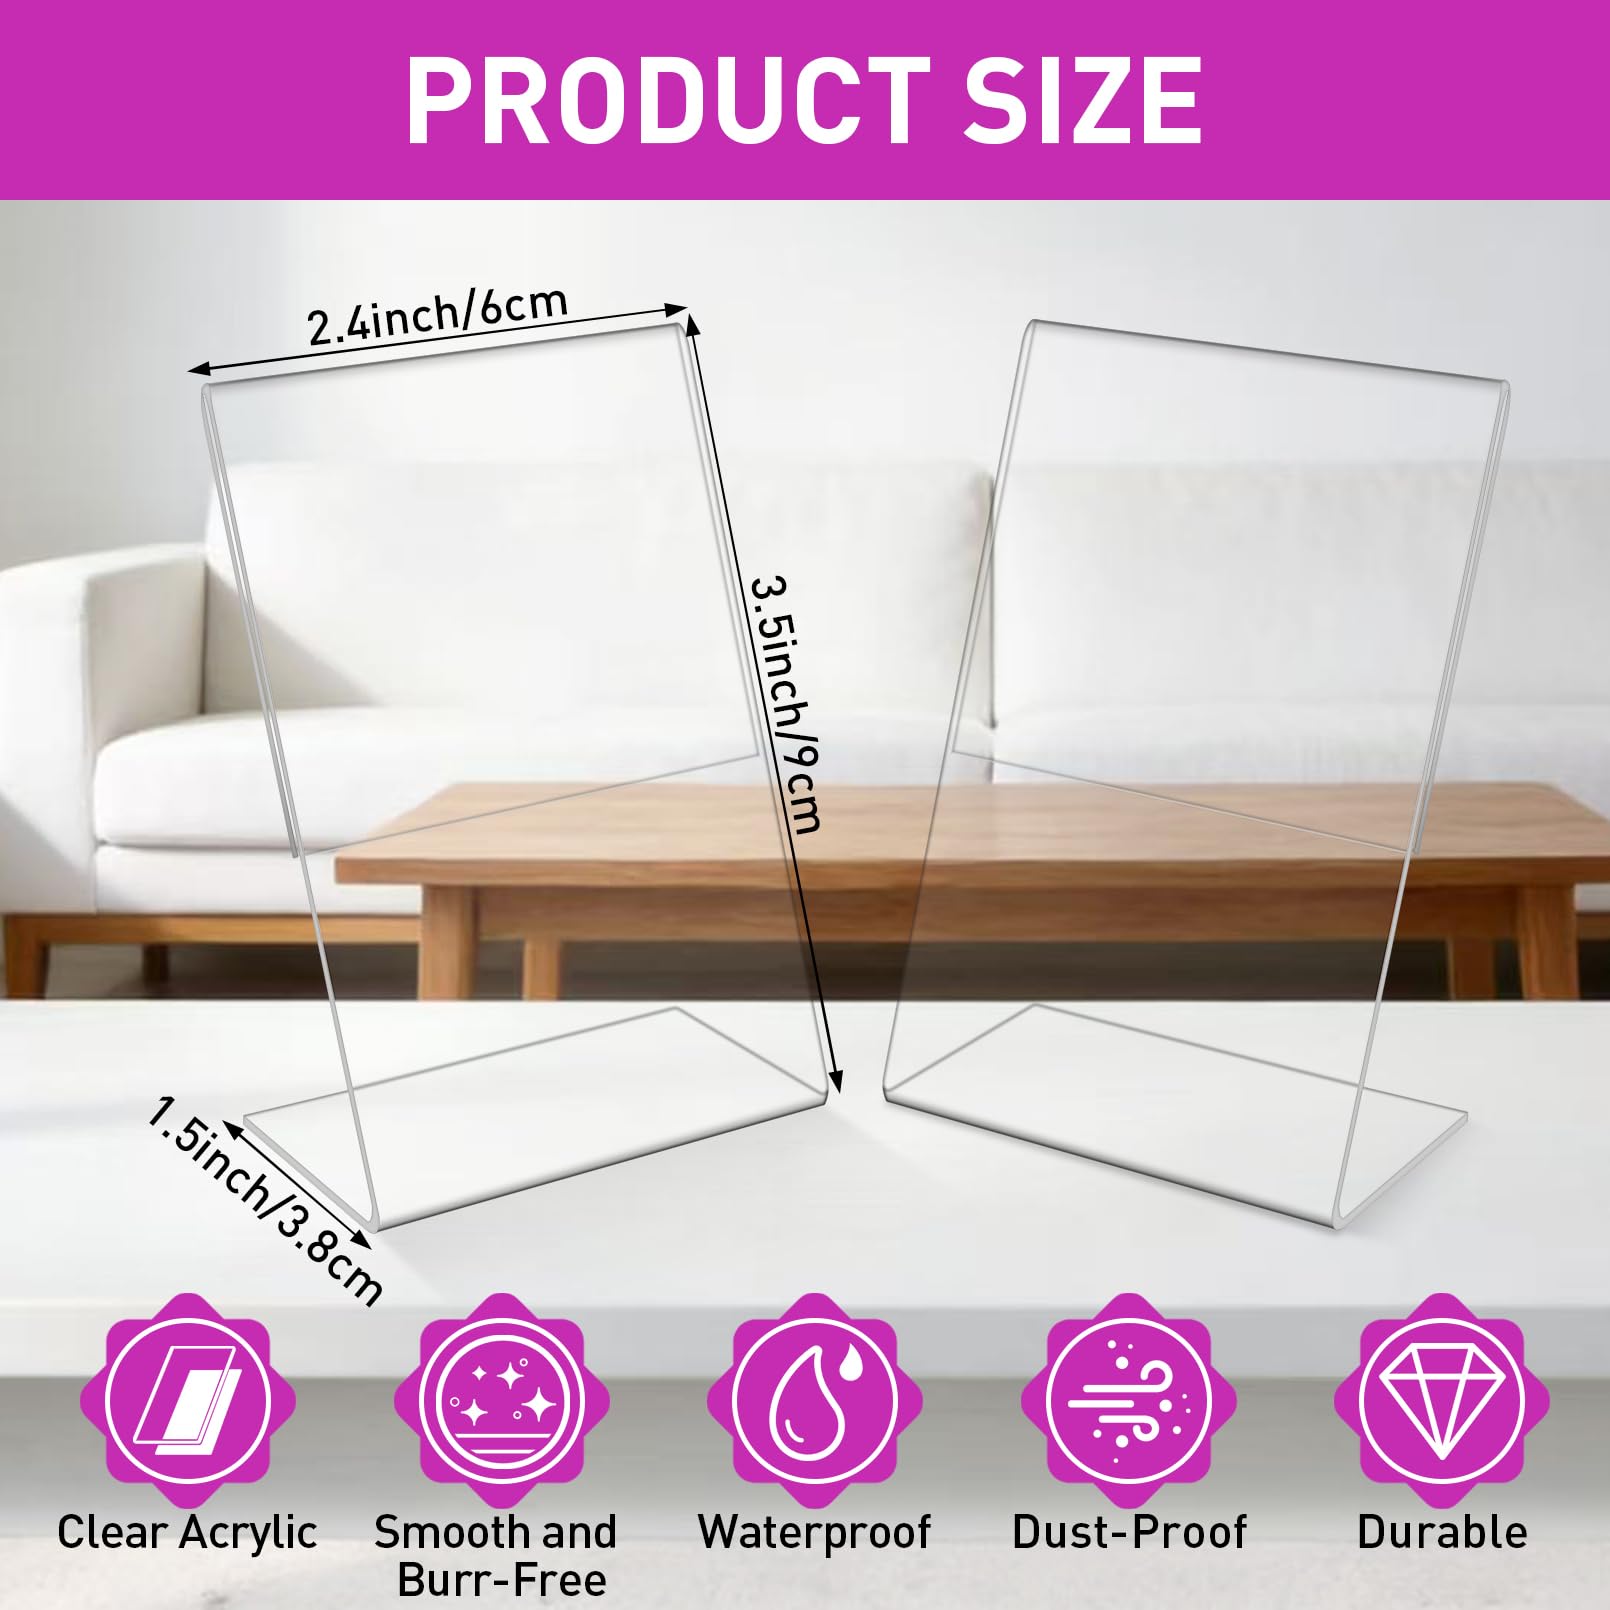 PRODUCT SIZE
2.4inch/6cm
3.5inch/9cm
1.5inch/3.8cm
Clear Acrylic
Smooth and
Burr-Free
Waterproof
Dust-Proof
Durable